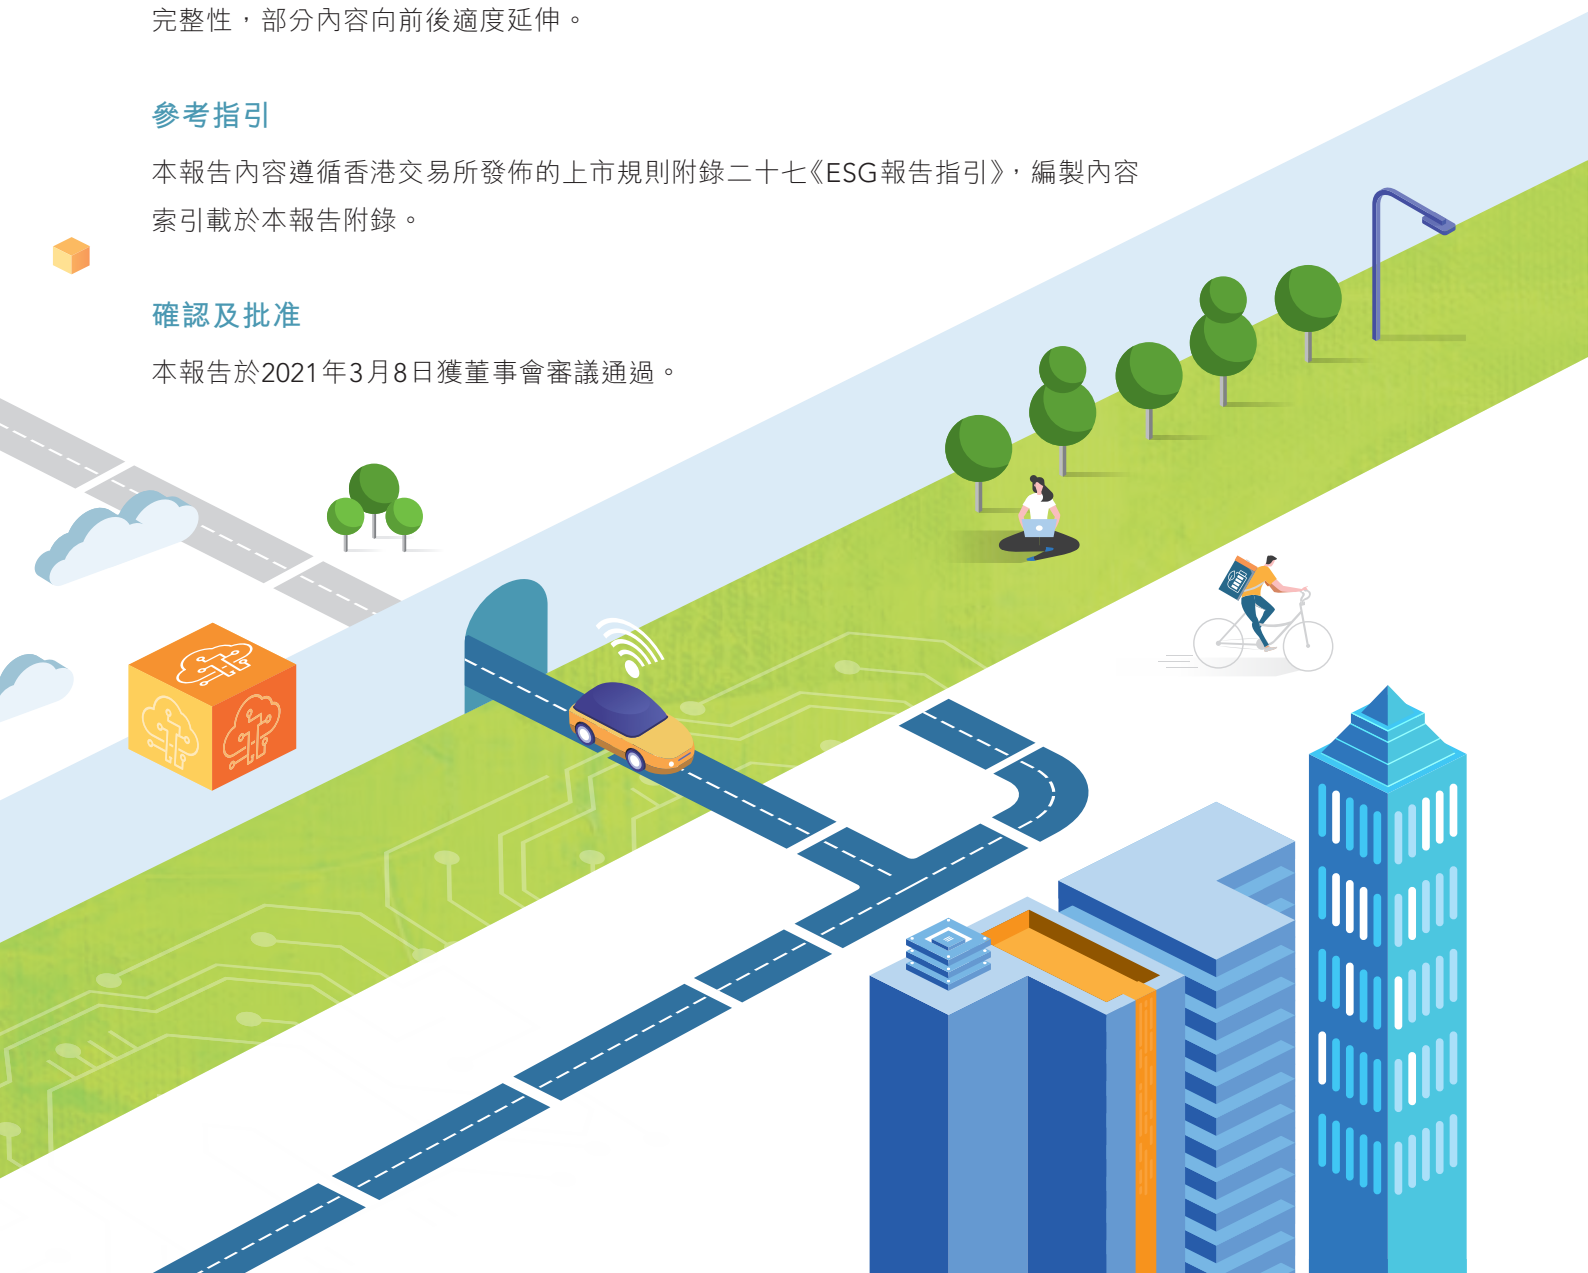 完整性，部分內容向前後適度延伸。
參考指引
本報告內容遵循香港交易所發佈的上市規則附錄二十七《ESG報告指引》，編製內容
索引載於本報告附錄。
確認及批准
本報告於2021年3月8日獲董事會審議通過。